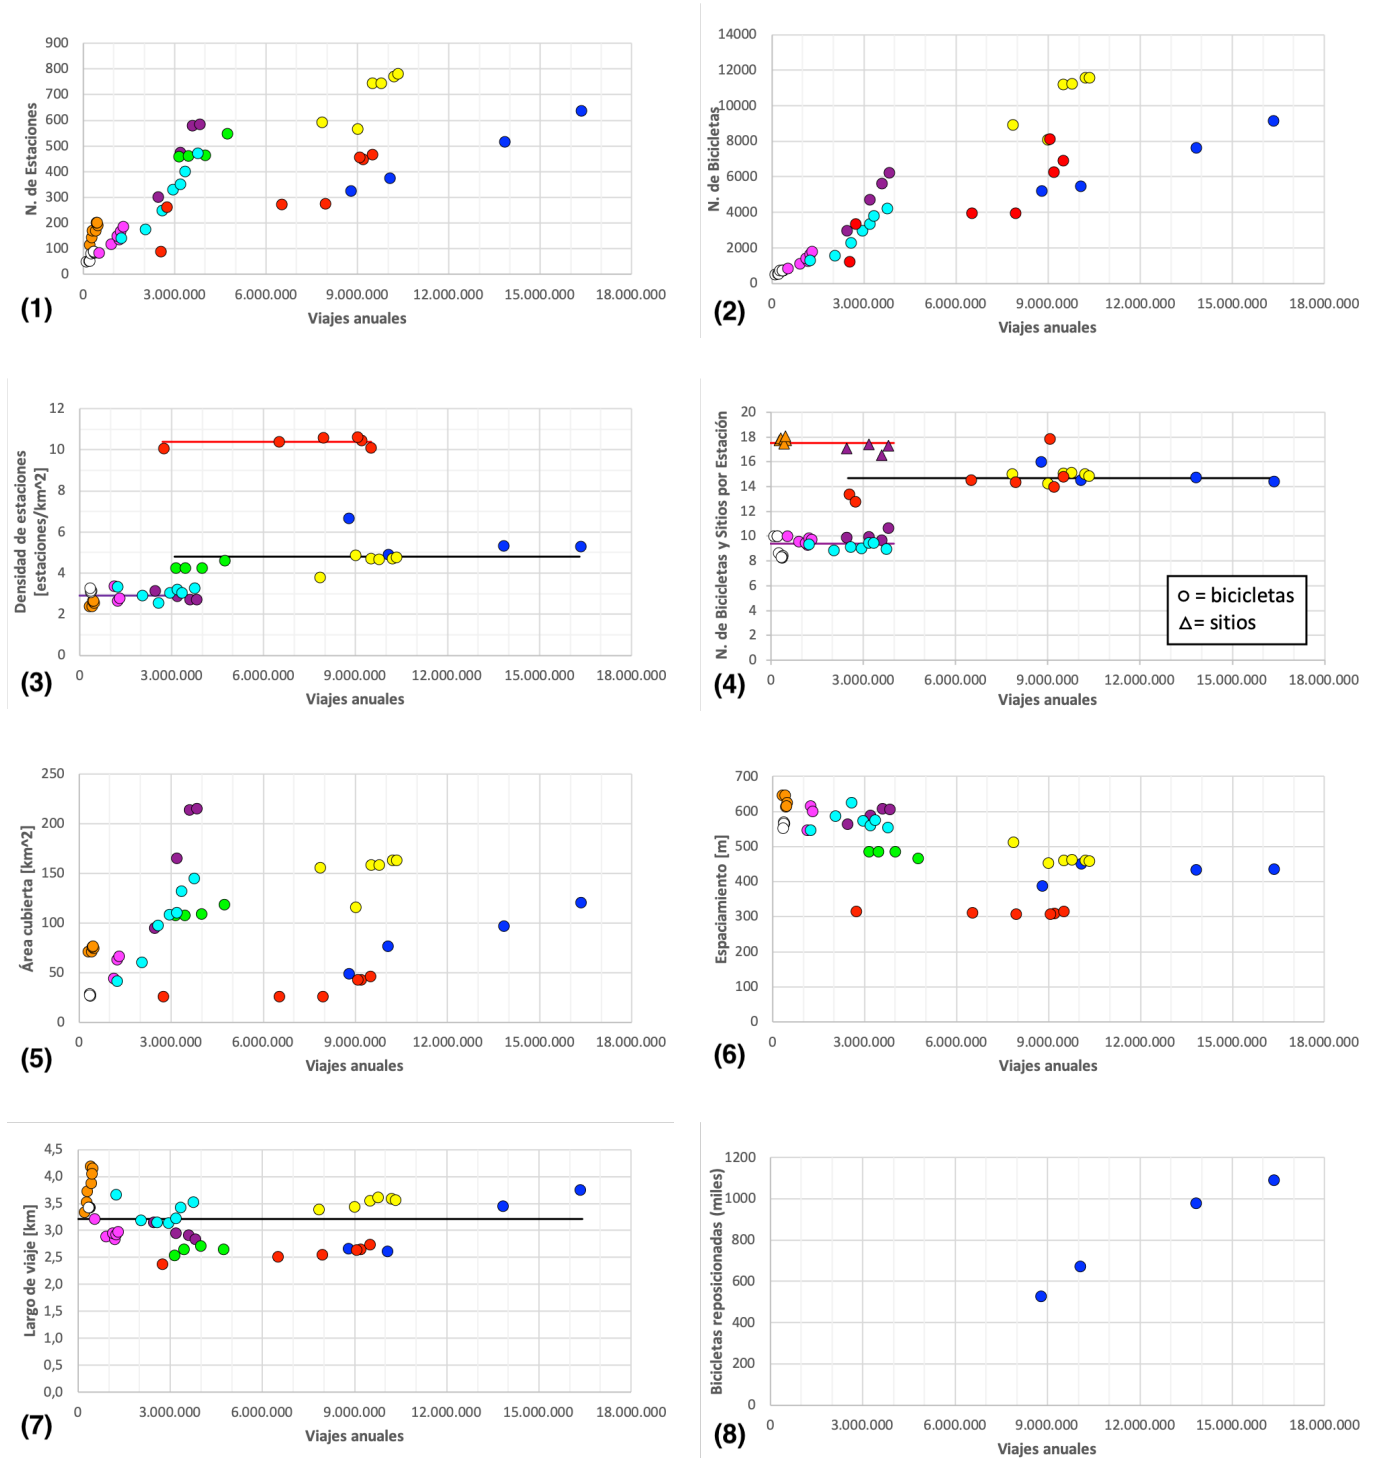 900
800
700
600
500
400
300
200
100
0
N. de Estaciones
0 3.000.000 6.000.000 9.000.000 12.000.000 15.000.000 18.000.000
Viajes anuales
(1)
14000
12000
10000
8000
6000
4000
2000
0
N. de Bicicletas
0 3.000.000 6.000.000 9.000.000 12.000.000 15.000.000 18.000.000
Viajes anuales
(2)
12
10
8
6
4
2
0
Densidad de estaciones
[estaciones/km^2]
0 3.000.000 6.000.000 9.000.000 12.000.000 15.000.000 18.000.000
Viajes anuales
(3)
20
18
16
14
12
10
8
6
4
2
0
N. de Bicicletas y Sitios por Estación
= bicicletas
= sitios
0 3.000.000 6.000.000 9.000.000 12.000.000 15.000.000 18.000.000
Viajes anuales
(4)
250
200
150
100
50
0
Área cubierta [km^2]
0 3.000.000 6.000.000 9.000.000 12.000.000 15.000.000 18.000.000
Viajes anuales
(5)
700
600
500
400
300
200
100
0
Espaciamiento [m]
0 3.000.000 6.000.000 9.000.000 12.000.000 15.000.000 18.000.000
Viajes anuales
(6)
4,5
4,0
3,5
3,0
2,5
2,0
1,5
1,0
0,5
0,0
Largo de viaje [km]
0 3.000.000 6.000.000 9.000.000 12.000.000 15.000.000 18.000.000
Viajes anuales
(7)
1200
1000
800
600
400
200
0
Bicicletas reposicionadas (miles)
0 3.000.000 6.000.000 9.000.000 12.000.000 15.000.000 18.000.000
Viajes anuales
(8)